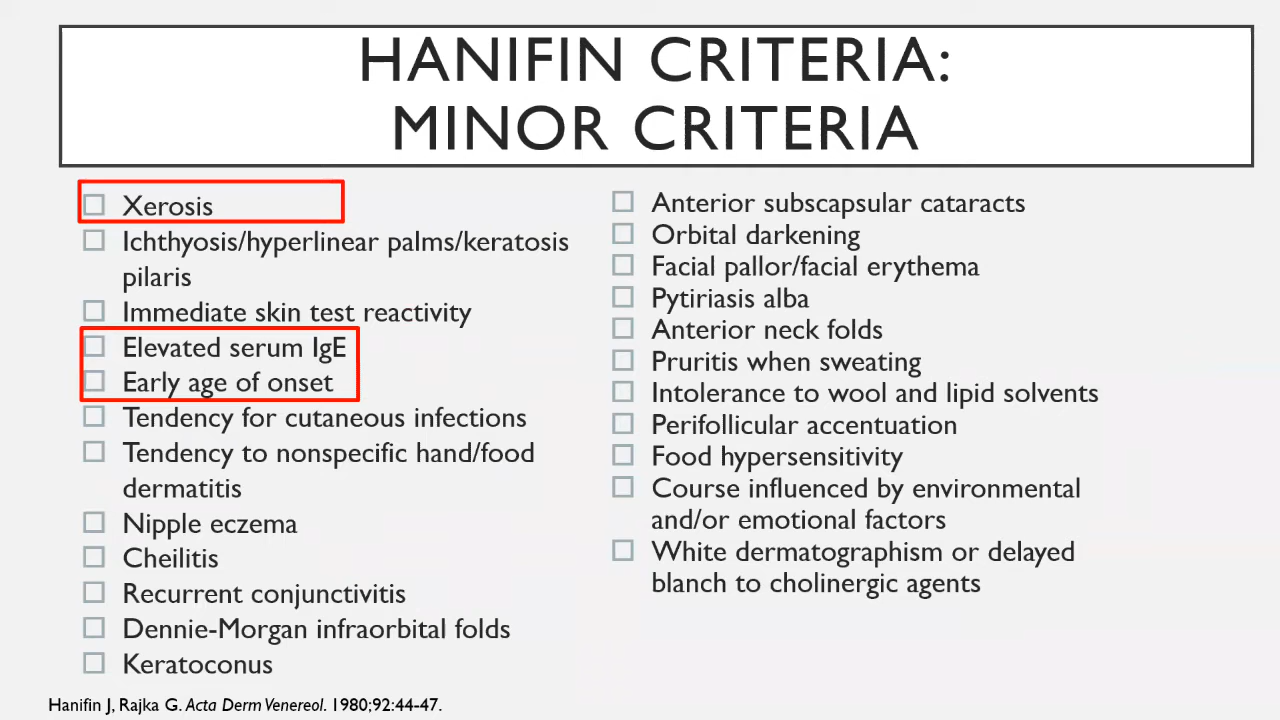 HANIFIN CRITERIA:
MINOR CRITERIA
Xerosis
Ichthyosis/hyperlinear palms/keratosis
pilaris
Immediate skin test reactivity
Elevated serum IgE
Early age of onset
Tendency for cutaneous infections
Tendency to nonspecific hand/food
dermatitis
Nipple eczema
Cheilitis
Recurrent conjunctivitis
Dennie-Morgan infraorbital folds
Keratoconus
Anterior subscapsular cataracts
Orbital darkening
Facial pallor/facial erythema
Pytiriasis alba
Anterior neck folds
Pruritis when sweating
Intolerance to wool and lipid solvents
Perifollicular accentuation
Food hypersensitivity
Course influenced by environmental
and/or emotional factors
White dermatographism or delayed
blanch to cholinergic agents
Hanifin J, Rajka G. Acta Derm Venereol. 1980;92:44-47.